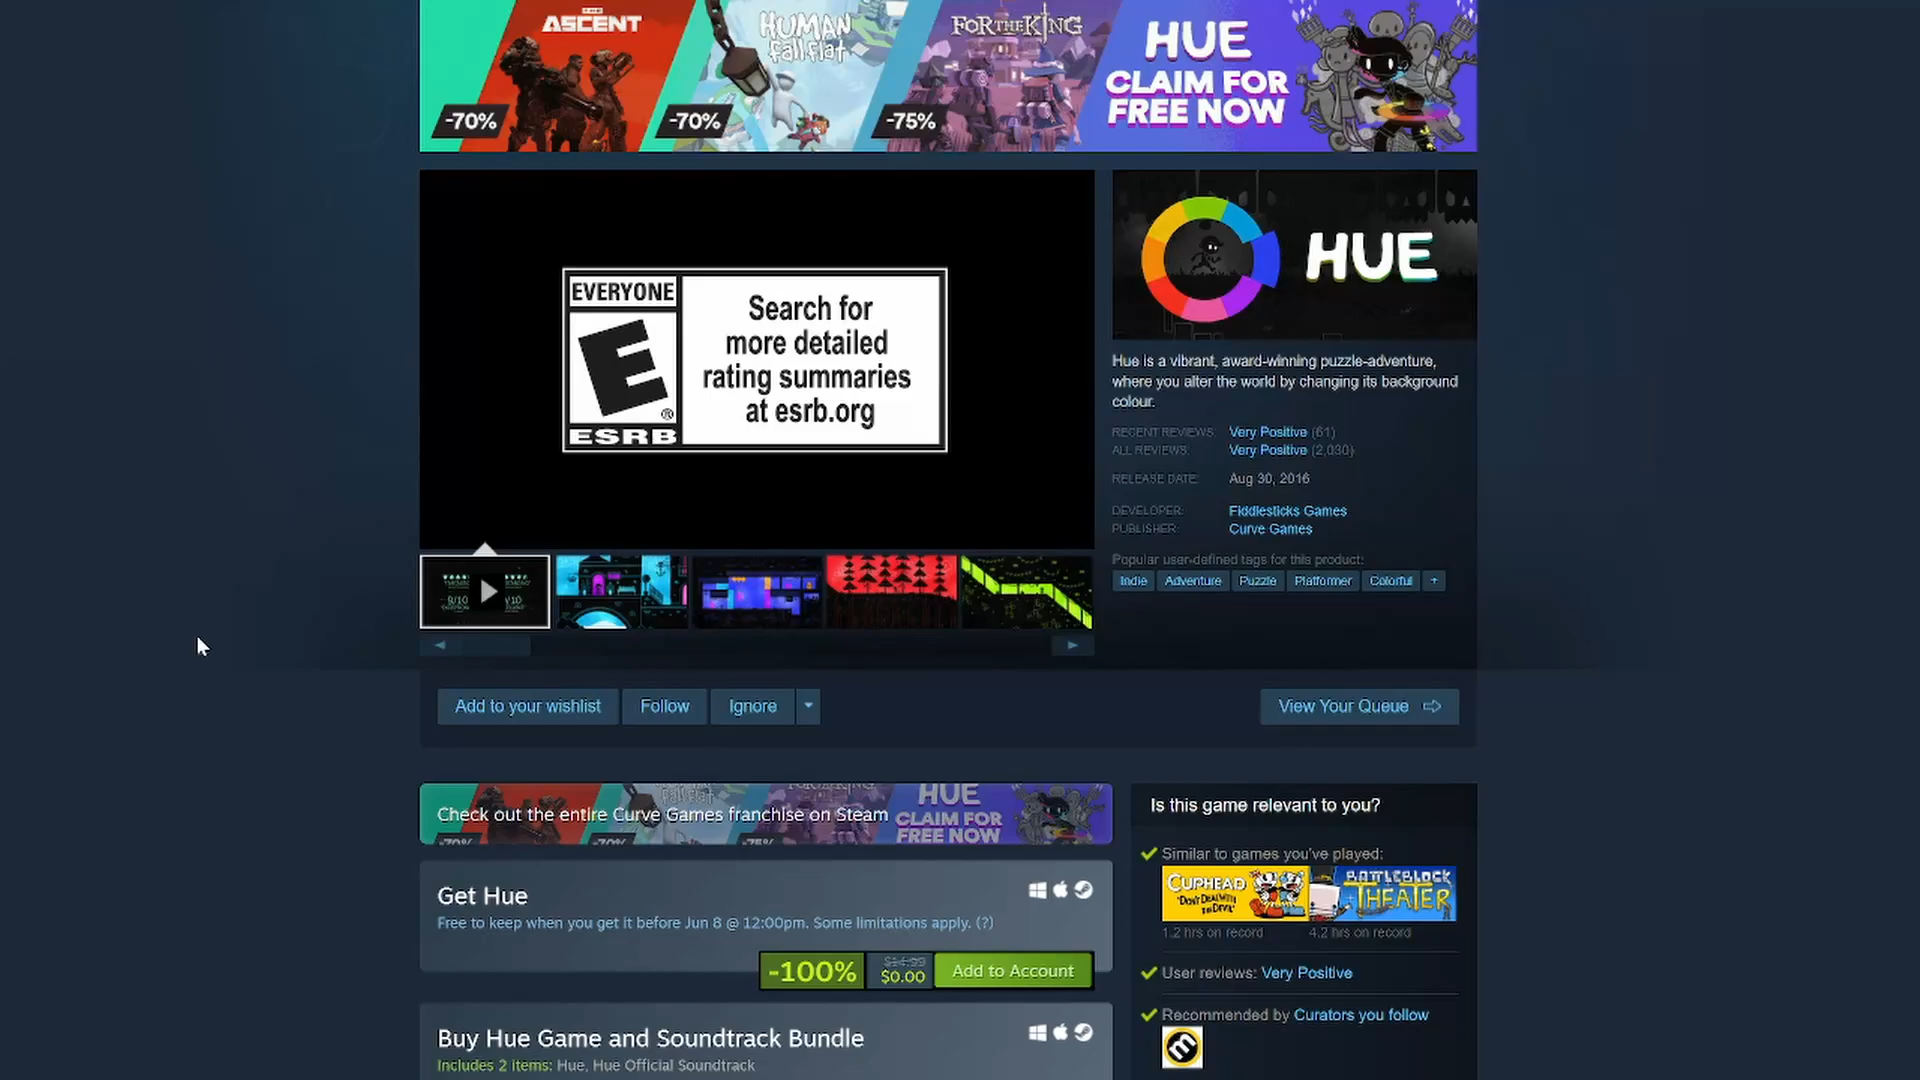 THE ASCENT
HUMAN
fall flat
FOR THE KING
HUE
CLAIM FOR
FREE NOW
-70%
-70%
-75%
EVERYONE
E
®
ESRB
Search for
more detailed
rating summaries
at esrb.org
HUE
Hue is a vibrant, award-winning puzzle-adventure,
where you alter the world by changing its background
colour.
RECENT REVIEWS: Very Positive (61)
ALL REVIEWS: Very Positive (2,030)
RELEASE DATE: Aug 30, 2016
DEVELOPER: Fiddlesticks Games
PUBLISHER: Curve Games
Popular user-defined tags for this product:
Indie Adventure Puzzle Platformer Colorful +
9/10
Add to your wishlist Follow Ignore
View Your Queue
Check out the entire Curve Games franchise on Steam
HUE
CLAIM FOR
FREE NOW
Get Hue
Free to keep when you get it before Jun 8 @ 12:00pm. Some limitations apply. (?)
-100% $14.99 $0.00 Add to Account
Buy Hue Game and Soundtrack Bundle
Includes 2 items: Hue, Hue Official Soundtrack
Is this game relevant to you?
Similar to games you've played:
CUPHEAD
"DON'T DEAL WITH
THE DEVIL"
BATTLEBLOCK
THEATER
1.2 hrs on record
4.2 hrs on record
User reviews: Very Positive
Recommended by Curators you follow
m